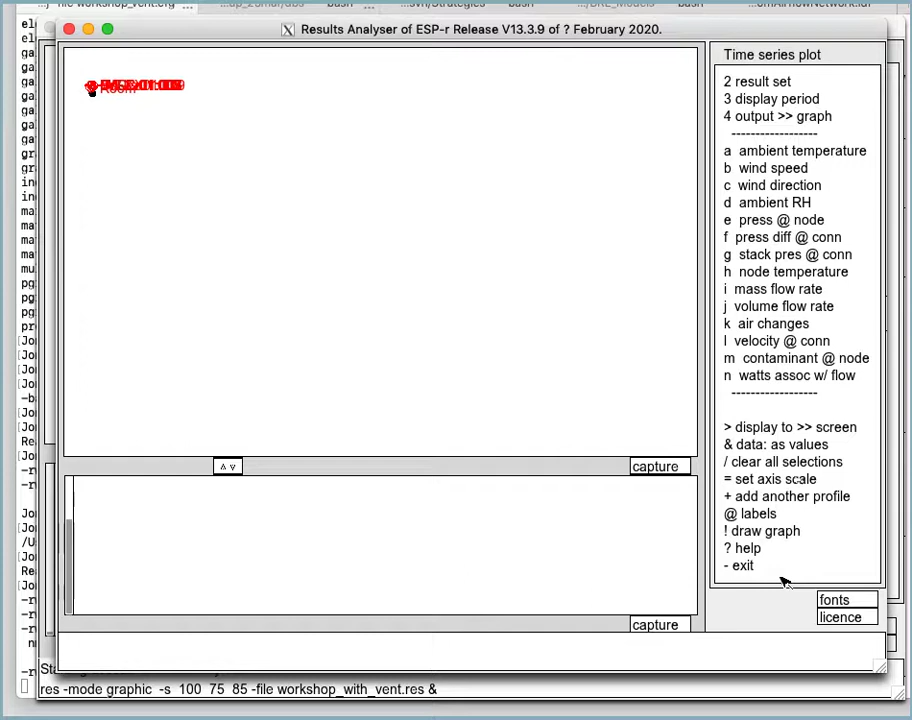 Results Analyser of ESP-r Release V13.3.9 of ? February 2020.
Time series plot
2 result set
3 display period
4 output >> graph
------------------
a ambient temperature
b wind speed
c wind direction
d ambient RH
e press @ node
f press diff @ conn
g stack pres @ conn
h node temperature
i mass flow rate
j volume flow rate
k air changes
l velocity @ conn
m contaminant @ node
n watts assoc w/ flow
------------------
> display to >> screen
& data: as values
/ clear all selections
= set axis scale
+ add another profile
@ labels
! draw graph
? help
- exit
capture
capture
fonts
licence
res -mode graphic -s 100 75 85 -file workshop_with_vent.res &